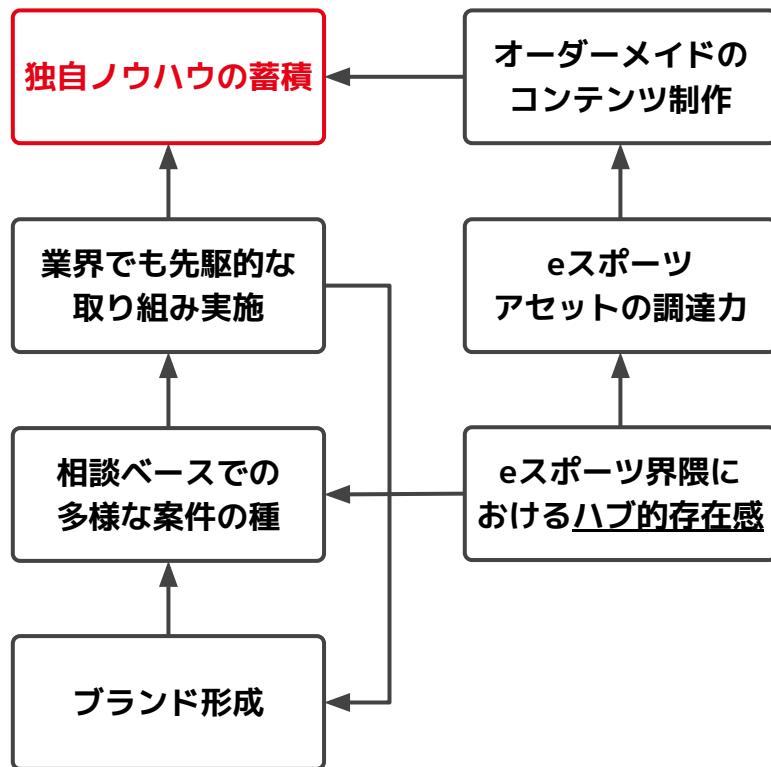 独自ノウハウの蓄積
オーダーメイドの
コンテンツ制作
業界でも先駆的な
取り組み実施
eスポーツ
アセットの調達力
相談ベースでの
多様な案件の種
eスポーツ界隈に
おけるハブ的存在感
ブランド形成